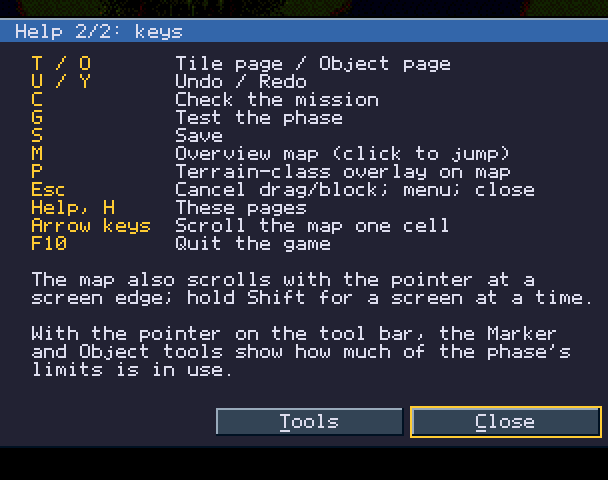 Help 2/2: keys
T / O Tile page / Object page
U / Y Undo / Redo
C Check the mission
G Test the phase
S Save
M Overview map (click to jump)
P Terrain-class overlay on map
Esc Cancel drag/block; menu; close
Help, H These pages
Arrow keys Scroll the map one cell
F10 Quit the game
The map also scrolls with the pointer at a
screen edge; hold Shift for a screen at a time.
With the pointer on the tool bar, the Marker
and Object tools show how much of the phase's
limits is in use.
Tools Close